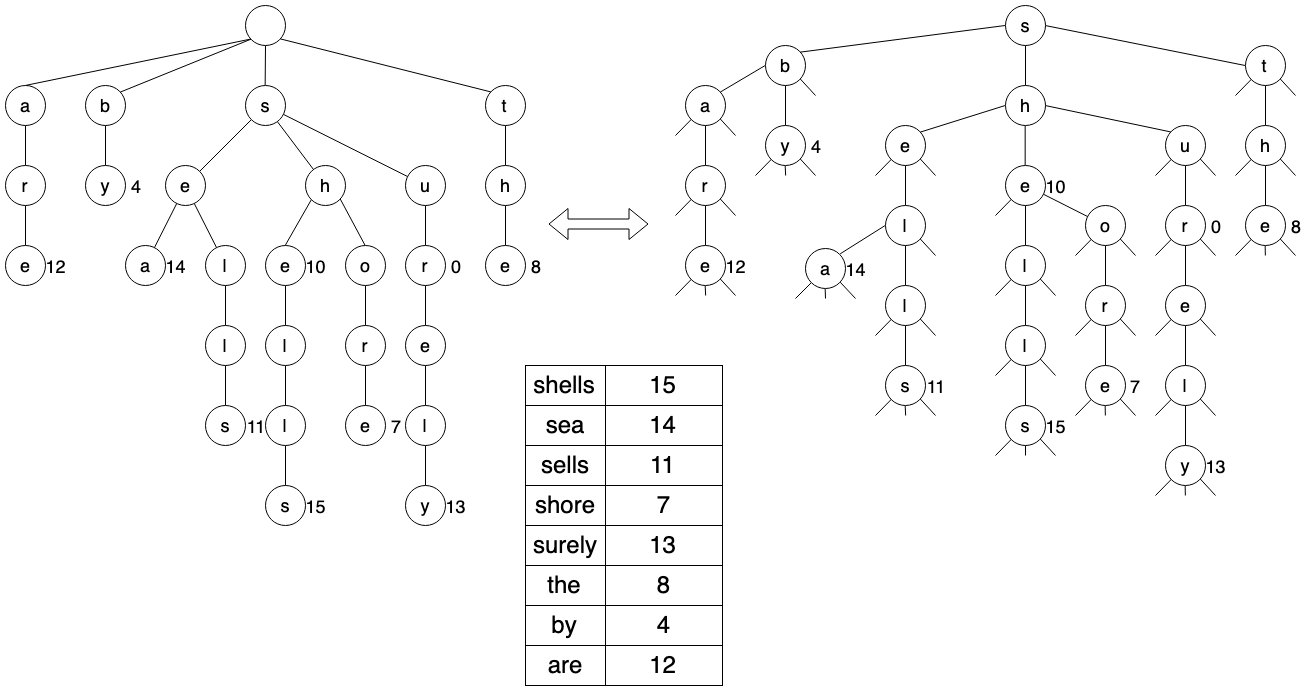 a b s t
r y 4 e h u h
e 12 a 14 l e 10 o r 0 e 8
l l r e
s 11 l e 7 l
s 15 y 13
s
b t
a h
y 4 e u h
r e 10
l o r 0 e 8
e 12 a 14 l
l r e
l
s 11 e 7 l
s 15
y 13
shells 15
sea 14
sells 11
shore 7
surely 13
the 8
by 4
are 12